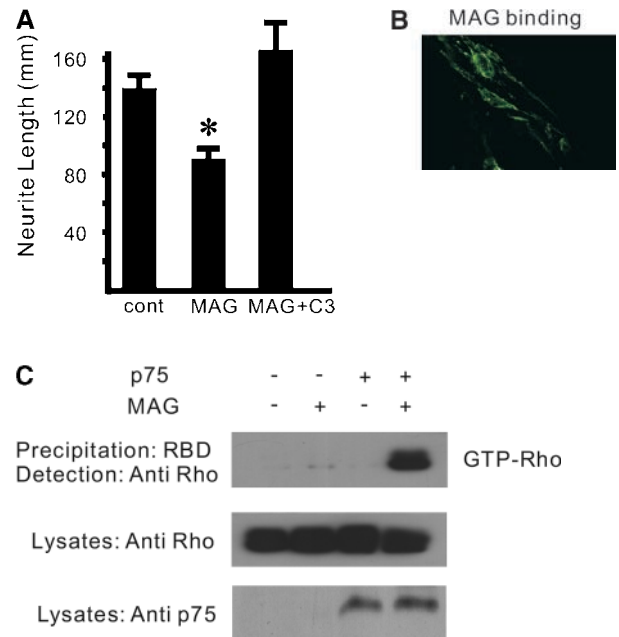 A
Neurite Length (mm)
160
120
80
40
*
cont MAG MAG+C3
B
MAG binding
C
p75 - - + +
MAG - + - +
Precipitation: RBD
Detection: Anti Rho
GTP-Rho
Lysates: Anti Rho
Lysates: Anti p75